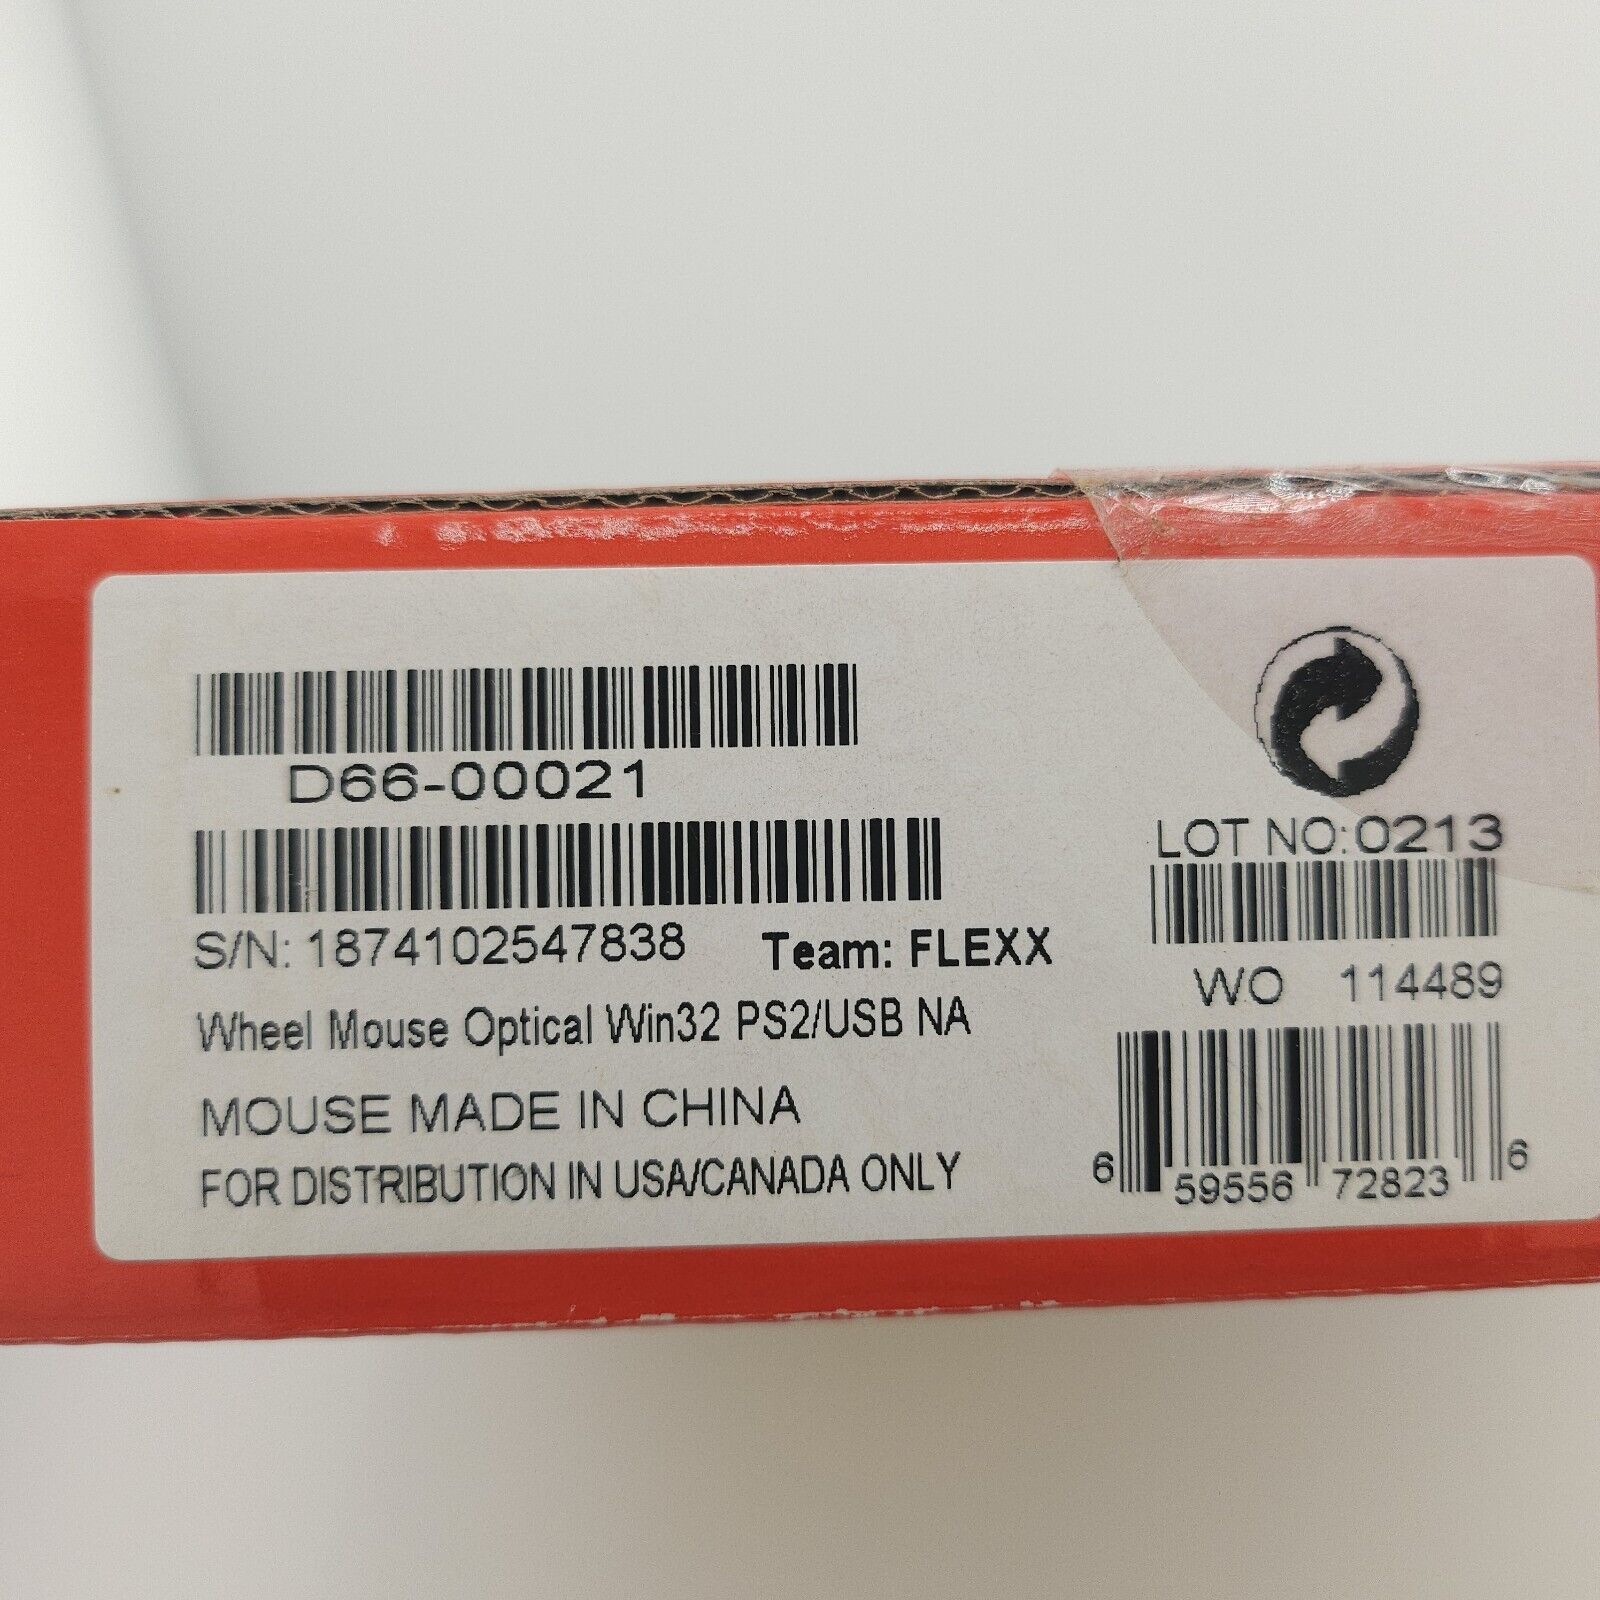 D66-00021
S/N: 1874102547838 Team: FLEXX
Wheel Mouse Optical Win32 PS2/USB NA
MOUSE MADE IN CHINA
FOR DISTRIBUTION IN USA/CANADA ONLY
LOT NO:0213
WO 114489
6 59556 72823 6